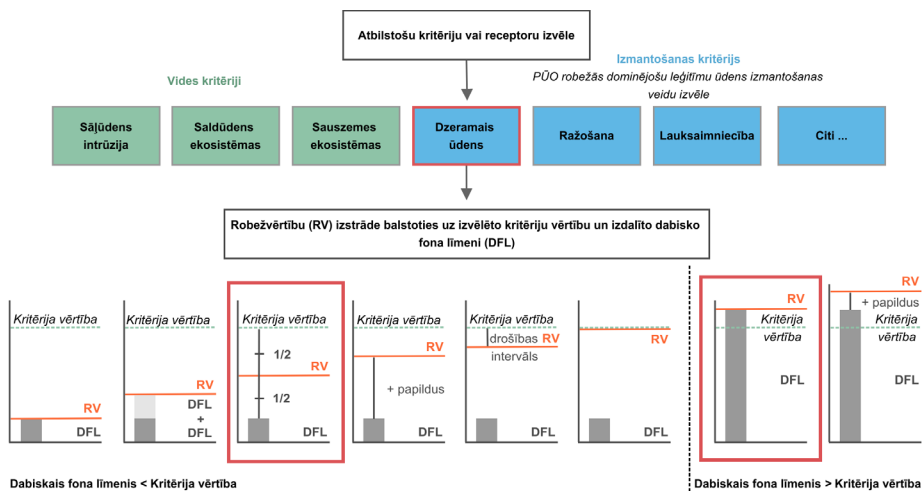 Atbilstošu kritēriju vai receptoru izvēle
Vides kritēriji
Izmantošanas kritērijs
PŪO robežās dominējošu leģitīmu ūdens izmantošanas
veidu izvēle
Sāļūdens
intrūzija
Saldūdens
ekosistēmas
Sauszemes
ekosistēmas
Dzeramais
ūdens
Ražošana
Lauksaimniecība
Citi ...
Robežvērtību (RV) izstrāde balstoties uz izvēlēto kritēriju vērtību un izdalīto dabisko
fona līmeni (DFL)
Kritērija vērtība
RV
DFL
Kritērija vērtība
RV
DFL
+
DFL
Kritērija vērtība
1/2
RV
1/2
DFL
Kritērija vērtība
RV
+ papildus
DFL
Kritērija vērtība
drošības RV
intervāls
DFL
RV
DFL
RV
Kritērija
vērtība
DFL
RV
+ papildus
Kritērija
vērtība
DFL
Dabiskais fona līmenis < Kritērija vērtība
Dabiskais fona līmenis > Kritērija vērtība